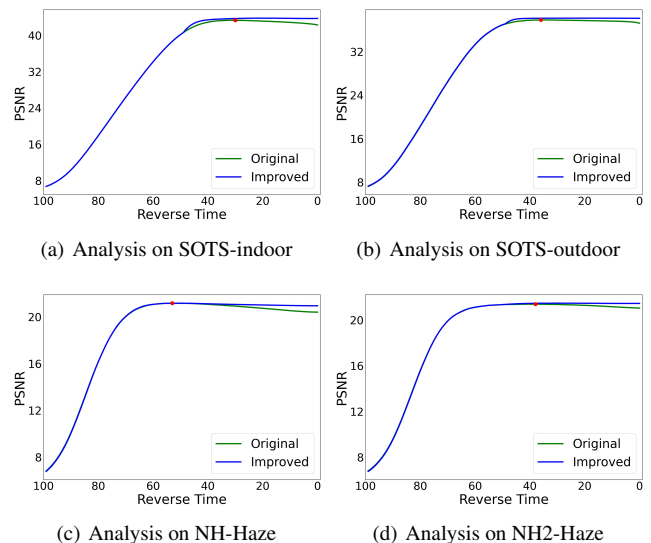 40
32
24
16
8
PSNR
Original
Improved
100 80 60 40 20 0
Reverse Time
(a) Analysis on SOTS-indoor
32
24
16
8
PSNR
Original
Improved
100 80 60 40 20 0
Reverse Time
(b) Analysis on SOTS-outdoor
20
16
12
8
PSNR
Original
Improved
100 80 60 40 20 0
Reverse Time
(c) Analysis on NH-Haze
20
16
12
8
PSNR
Original
Improved
100 80 60 40 20 0
Reverse Time
(d) Analysis on NH2-Haze